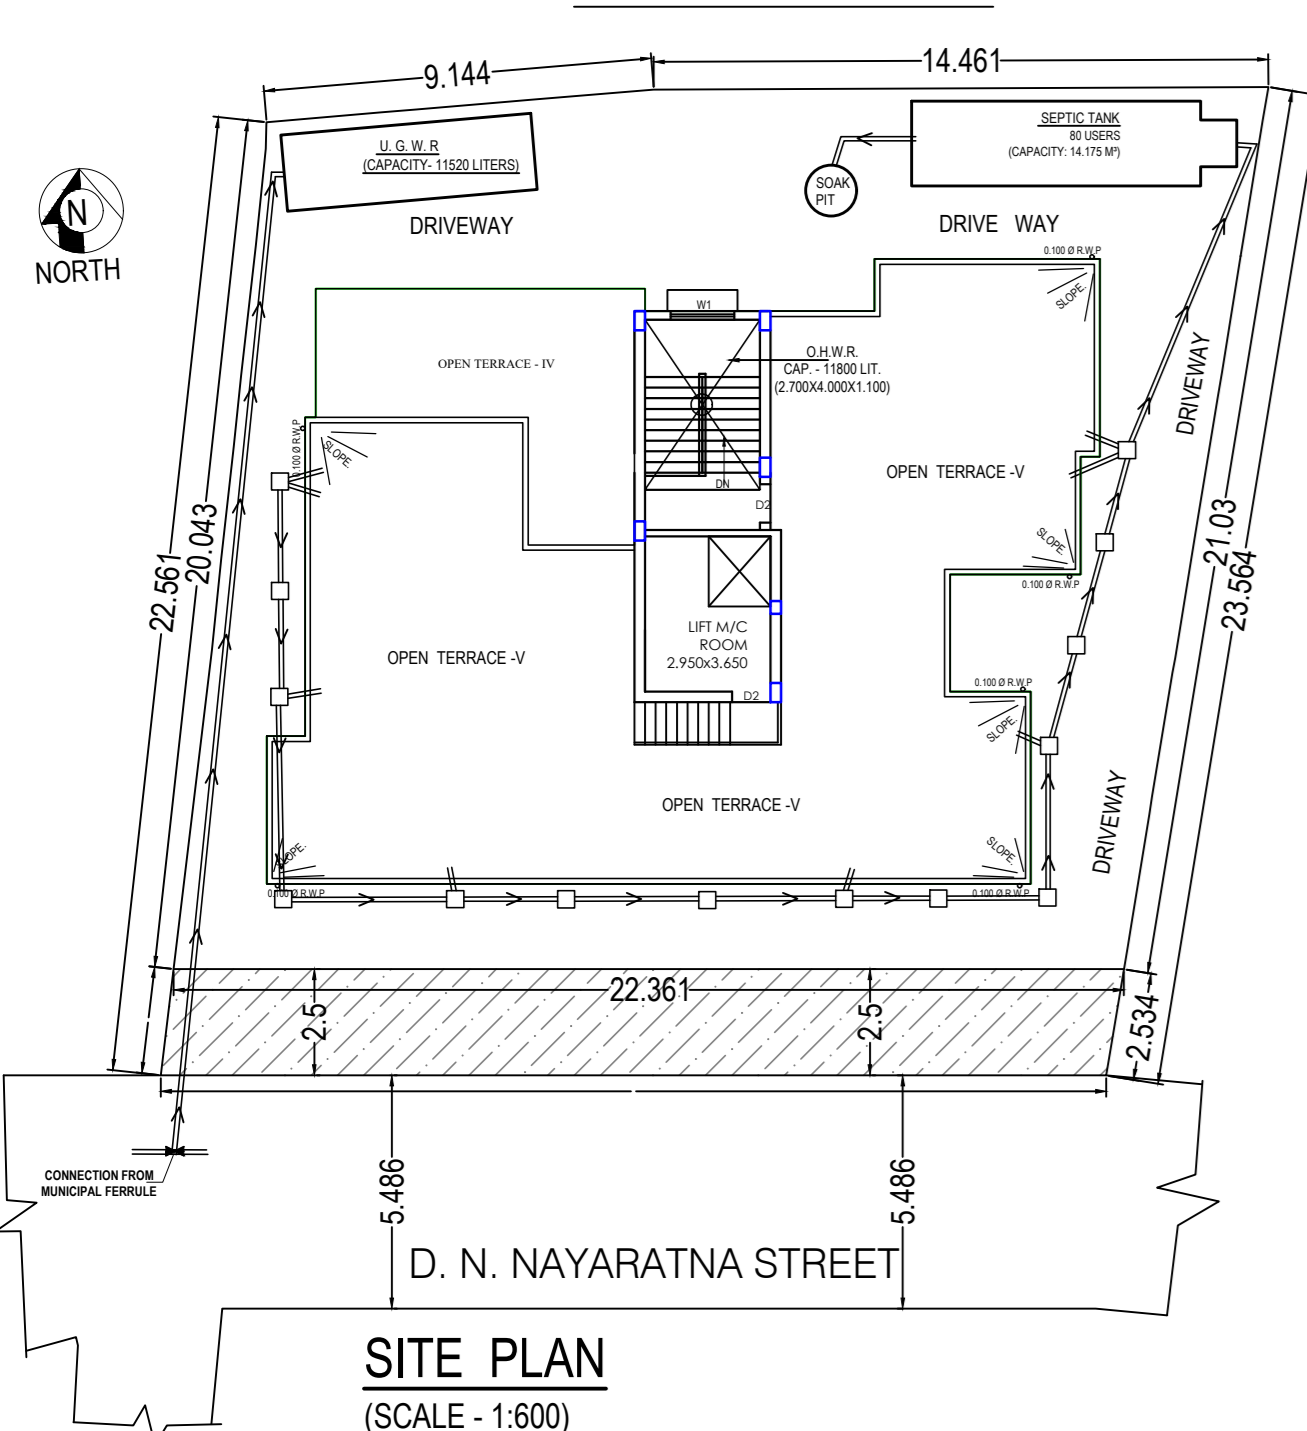 9.144
14.461
SEPTIC TANK
80 USERS
(CAPACITY: 14.175 M³)
U. G. W. R
(CAPACITY- 11520 LITERS)
SOAK
PIT
N
NORTH
DRIVEWAY
DRIVE WAY
0.100 Ø R.W.P
SLOPE.
W1
O.H.W.R.
CAP. - 11800 LIT.
(2.700X4.000X1.100)
OPEN TERRACE - IV
DRIVEWAY
0.100 Ø R.W.P
SLOPE.
OPEN TERRACE -V
DN
D2
22.561
20.043
21.03
23.564
SLOPE.
0.100 Ø R.W.P
LIFT M/C
ROOM
2.950x3.650
OPEN TERRACE -V
0.100 Ø R.W.P
D2
SLOPE.
OPEN TERRACE -V
DRIVEWAY
SLOPE.
SLOPE.
0.100 Ø R.W.P
0.100 Ø R.W.P
22.361
2.5
2.5
2.534
CONNECTION FROM
MUNICIPAL FERRULE
5.486
5.486
D. N. NAYARATNA STREET
SITE PLAN
(SCALE - 1:600)